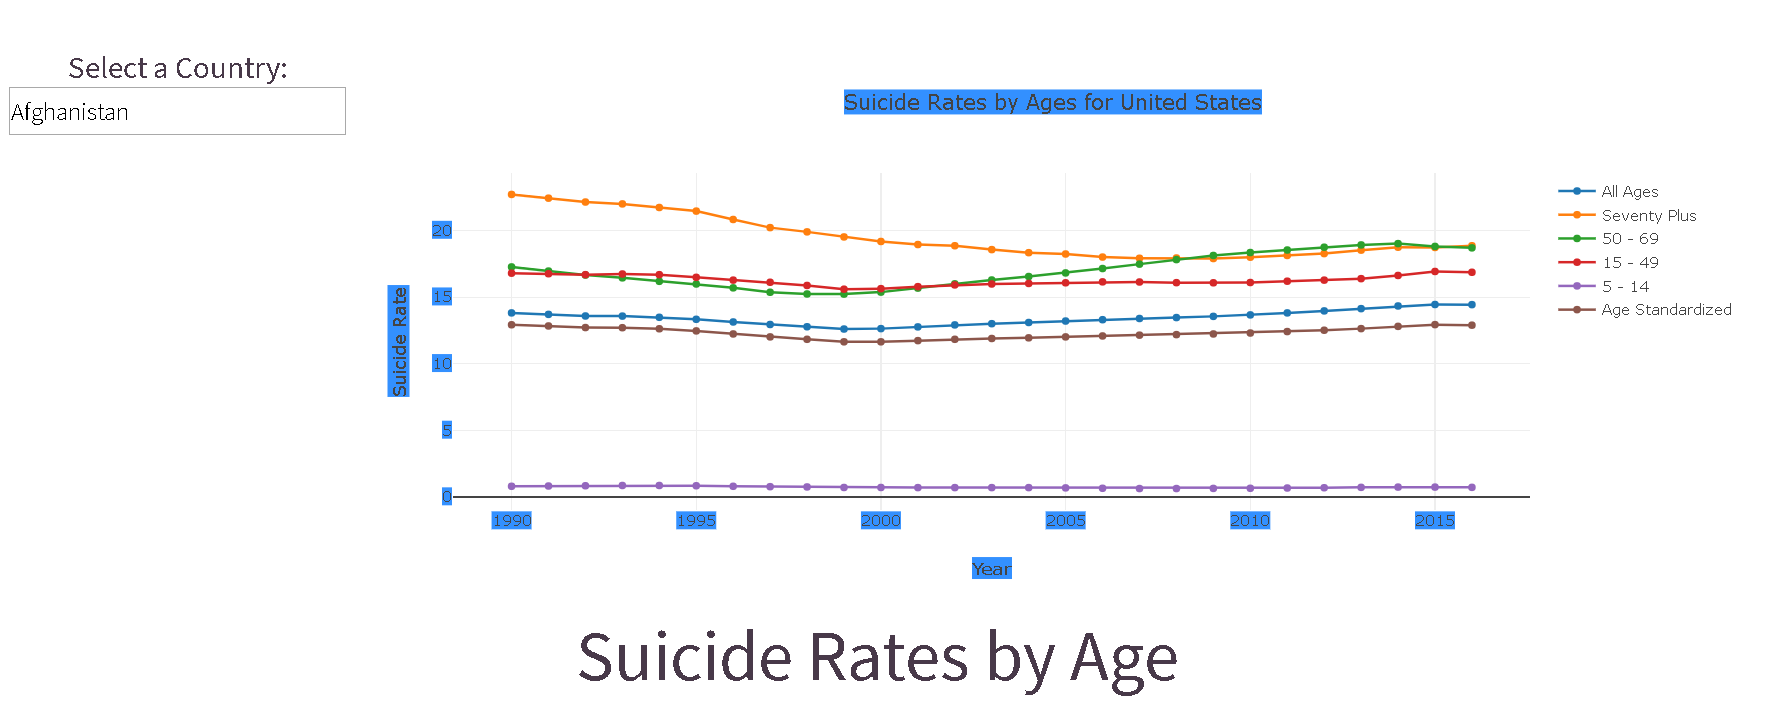 Select a Country:
Afghanistan
Suicide Rates by Ages for United States
Suicide Rate
20
15
10
5
0
1990 1995 2000 2005 2010 2015
Year
All Ages
Seventy Plus
50 - 69
15 - 49
5 - 14
Age Standardized
Suicide Rates by Age